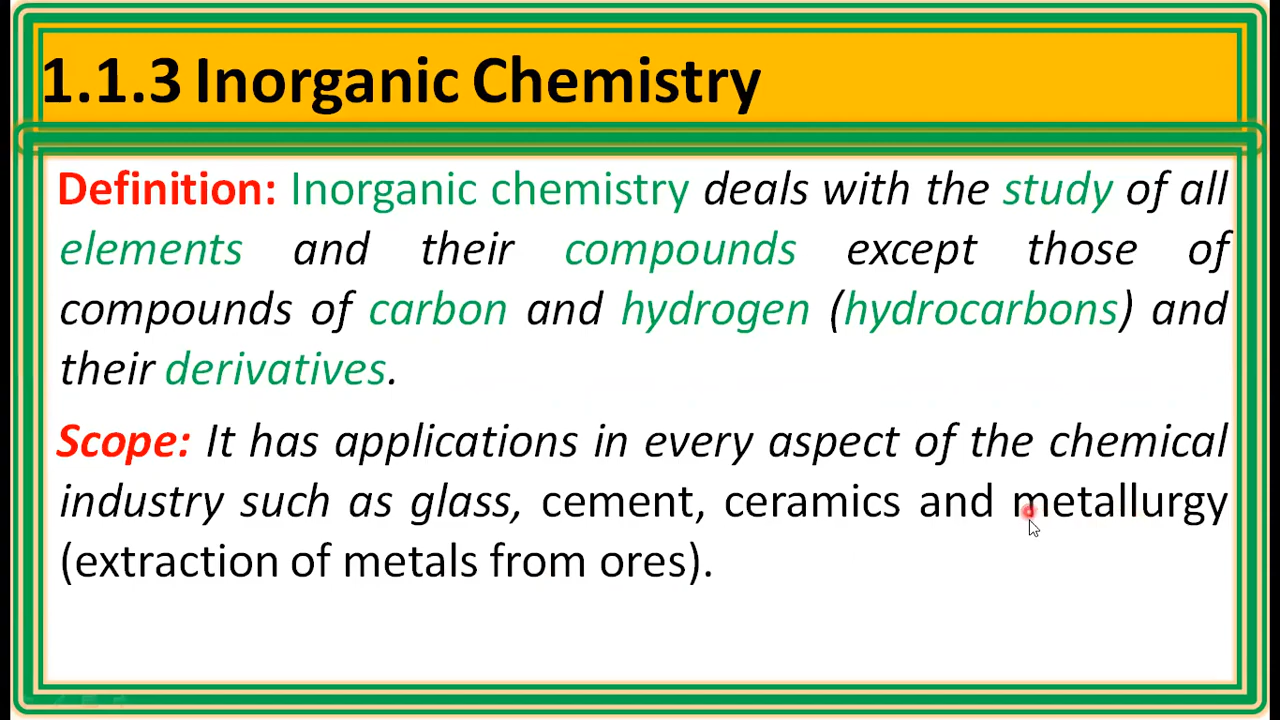 1.1.3 Inorganic Chemistry
Definition: Inorganic chemistry deals with the study of all
elements and their compounds except those of
compounds of carbon and hydrogen (hydrocarbons) and
their derivatives.
Scope: It has applications in every aspect of the chemical
industry such as glass, cement, ceramics and metallurgy
(extraction of metals from ores).